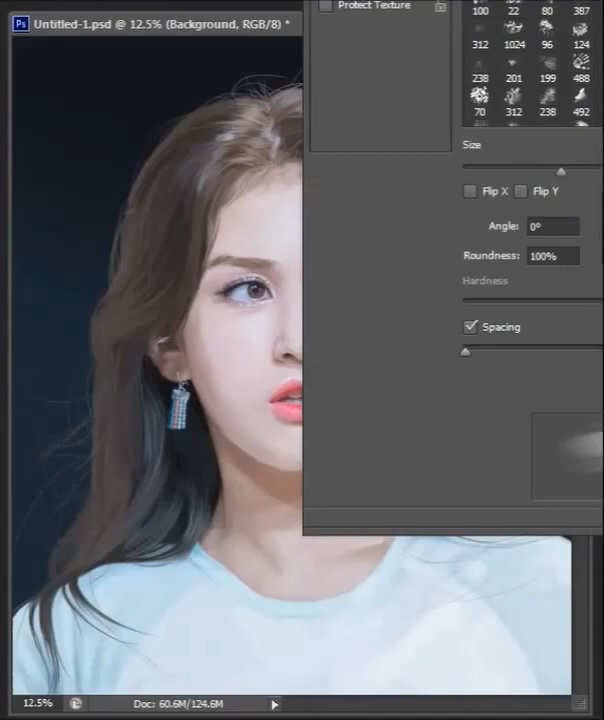 Ps Untitled-1.psd @ 12.5% (Background, RGB/8) *
Protect Texture
100 22 80 387
312 1024 96 124
238 201 199 488
70 312 238 492
Size
Flip X Flip Y
Angle: 0°
Roundness: 100%
Hardness
Spacing
12.5% Doc: 60.6M/124.6M